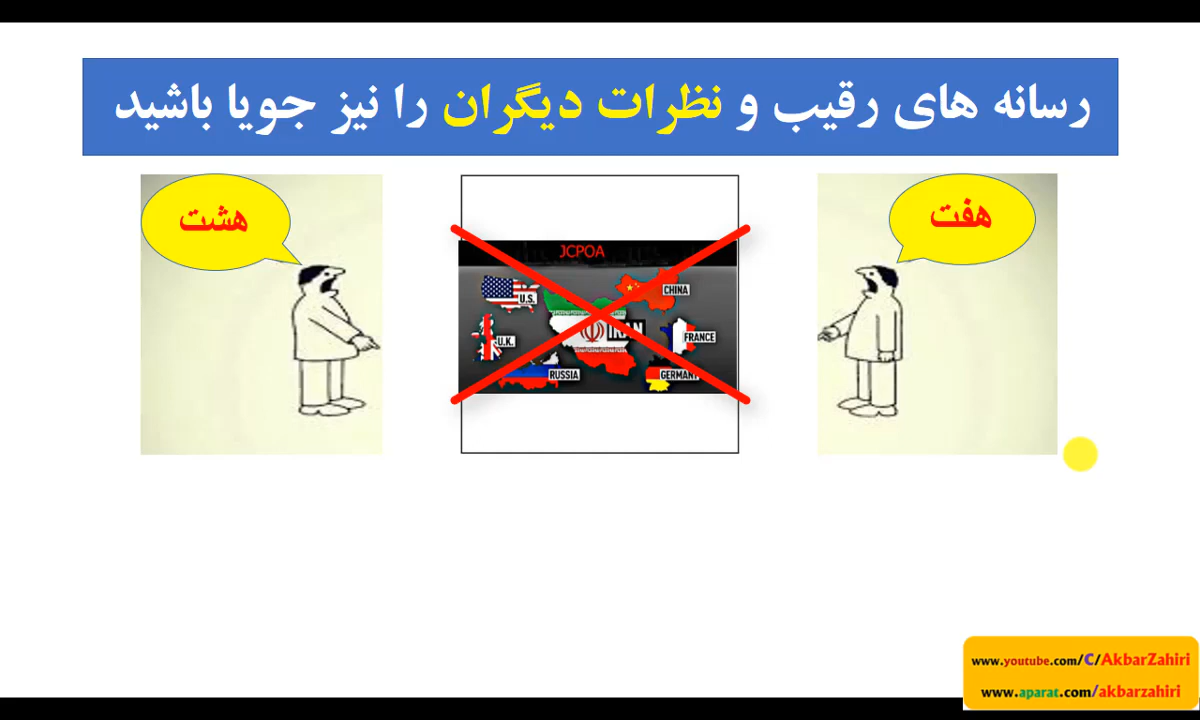 رسانه های رقیب و نظرات دیگران را نیز جویا باشید
هفت
هشت
JCPOA
U.S.
CHINA
IRAN
U.K.
FRANCE
RUSSIA
GERMANY
www.youtube.com/C/AkbarZahiri
www.aparat.com/akbarzahiri